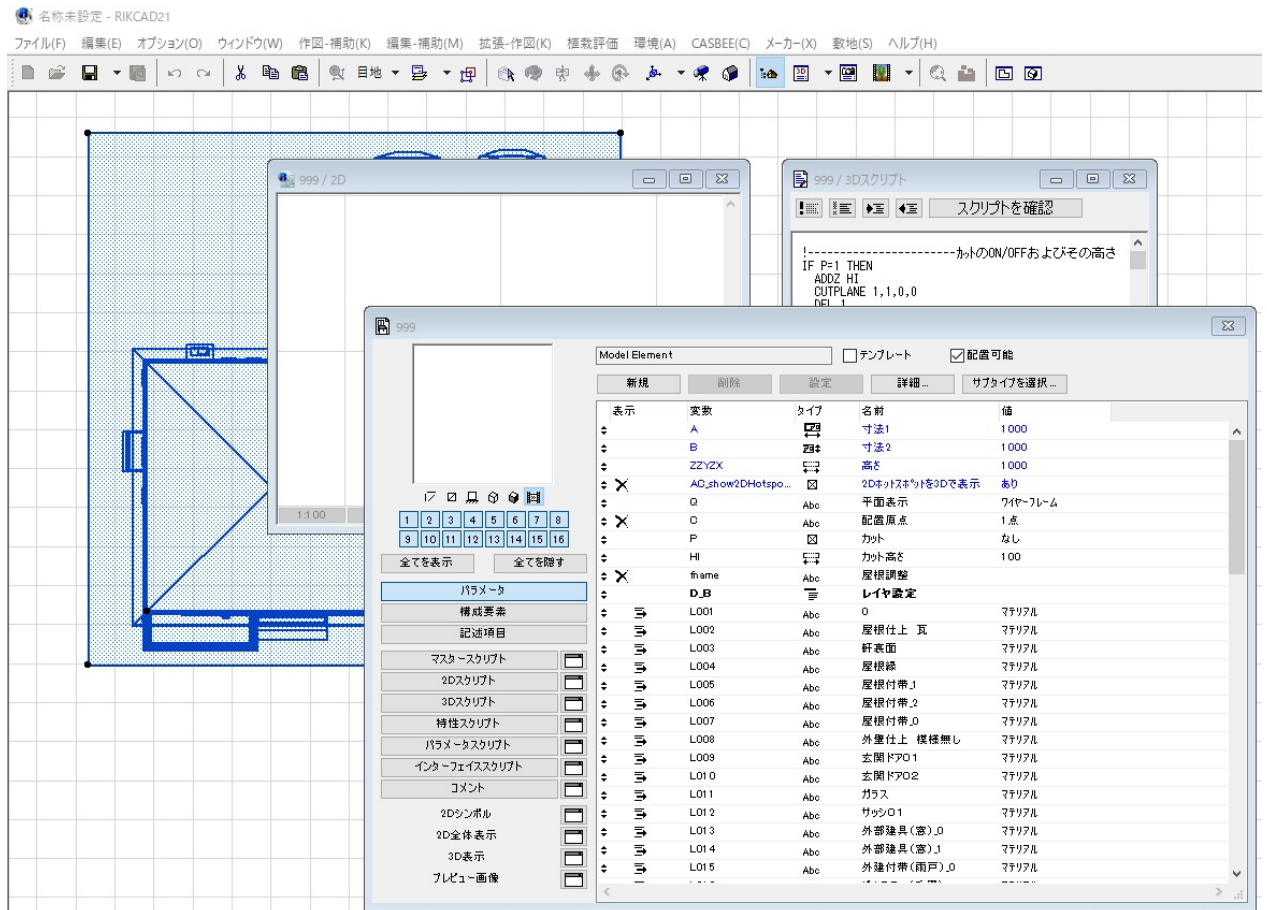 名称未設定 - RIKCAD21
ファイル(F) 編集(E) オプション(O) ウィンドウ(W) 作図-補助(K) 編集-補助(M) 拡張-作図(K) 植栽評価 環境(A) CASBEE(C) メーカー(X) 敷地(S) ヘルプ(H)
目地
999 / 2D
1:100
999 / 3Dスクリプト
スクリプトを確認
!-----------------------ｶｯﾄのON/OFFおよびその高さ
IF P=1 THEN
ADDZ HI
CUTPLANE 1,1,0,0
DEL 1
999
Model Element テンプレート 配置可能
新規 削除 設定 詳細... サブタイプを選択...
表示 変数 タイプ 名前 値
A 寸法1 1000
B 寸法2 1000
ZZYZX 高さ 1000
AC_show2DHotspo... 2Dﾎｯﾄｽﾎﾟｯﾄを3Dで表示 あり
Q Abc 平面表示 ワイヤーフレーム
O Abc 配置原点 1点
P カット なし
HI カット高さ 100
fname Abc 屋根調整
D_B レイヤ設定
L001 Abc 0 マテリアル
L002 Abc 屋根仕上 瓦 マテリアル
L003 Abc 軒裏面 マテリアル
L004 Abc 屋根縁 マテリアル
L005 Abc 屋根付帯_1 マテリアル
L006 Abc 屋根付帯_2 マテリアル
L007 Abc 屋根付帯_0 マテリアル
L008 Abc 外壁仕上 模様無し マテリアル
L009 Abc 玄関ドア01 マテリアル
L010 Abc 玄関ドア02 マテリアル
L011 Abc ガラス マテリアル
L012 Abc サッシ01 マテリアル
L013 Abc 外部建具(窓)_0 マテリアル
L014 Abc 外部建具(窓)_1 マテリアル
L015 Abc 外建付帯(雨戸)_0 マテリアル
1 2 3 4 5 6 7 8
9 10 11 12 13 14 15 16
全てを表示 全てを隠す
パラメータ
構成要素
記述項目
マスタースクリプト
2Dスクリプト
3Dスクリプト
特性スクリプト
パラメータスクリプト
インターフェイススクリプト
コメント
2Dシンボル
2D全体表示
3D表示
プレビュー画像